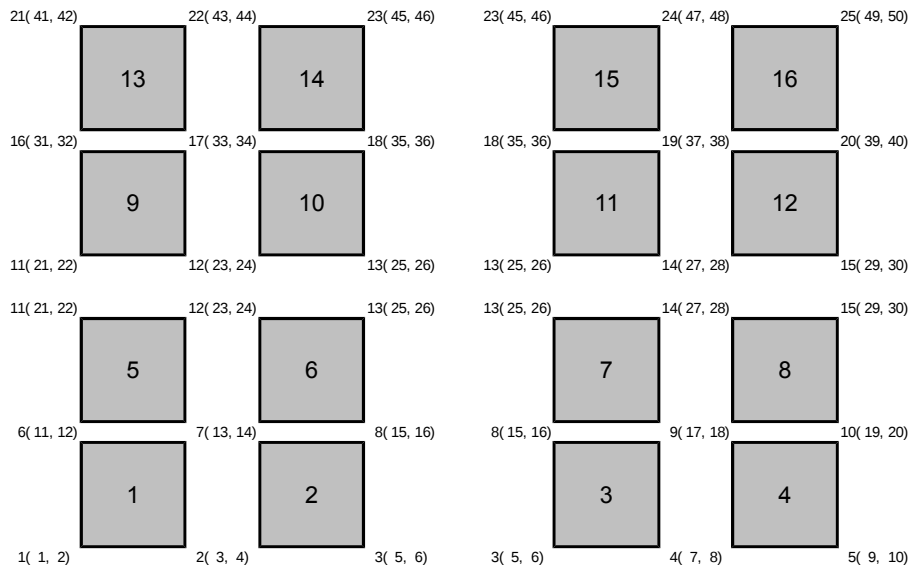 21( 41, 42) 22( 43, 44) 23( 45, 46) 23( 45, 46) 24( 47, 48) 25( 49, 50)
13 14 15 16
16( 31, 32) 17( 33, 34) 18( 35, 36) 18( 35, 36) 19( 37, 38) 20( 39, 40)
9 10 11 12
11( 21, 22) 12( 23, 24) 13( 25, 26) 13( 25, 26) 14( 27, 28) 15( 29, 30)
11( 21, 22) 12( 23, 24) 13( 25, 26) 13( 25, 26) 14( 27, 28) 15( 29, 30)
5 6 7 8
6( 11, 12) 7( 13, 14) 8( 15, 16) 8( 15, 16) 9( 17, 18) 10( 19, 20)
1 2 3 4
1( 1, 2) 2( 3, 4) 3( 5, 6) 3( 5, 6) 4( 7, 8) 5( 9, 10)